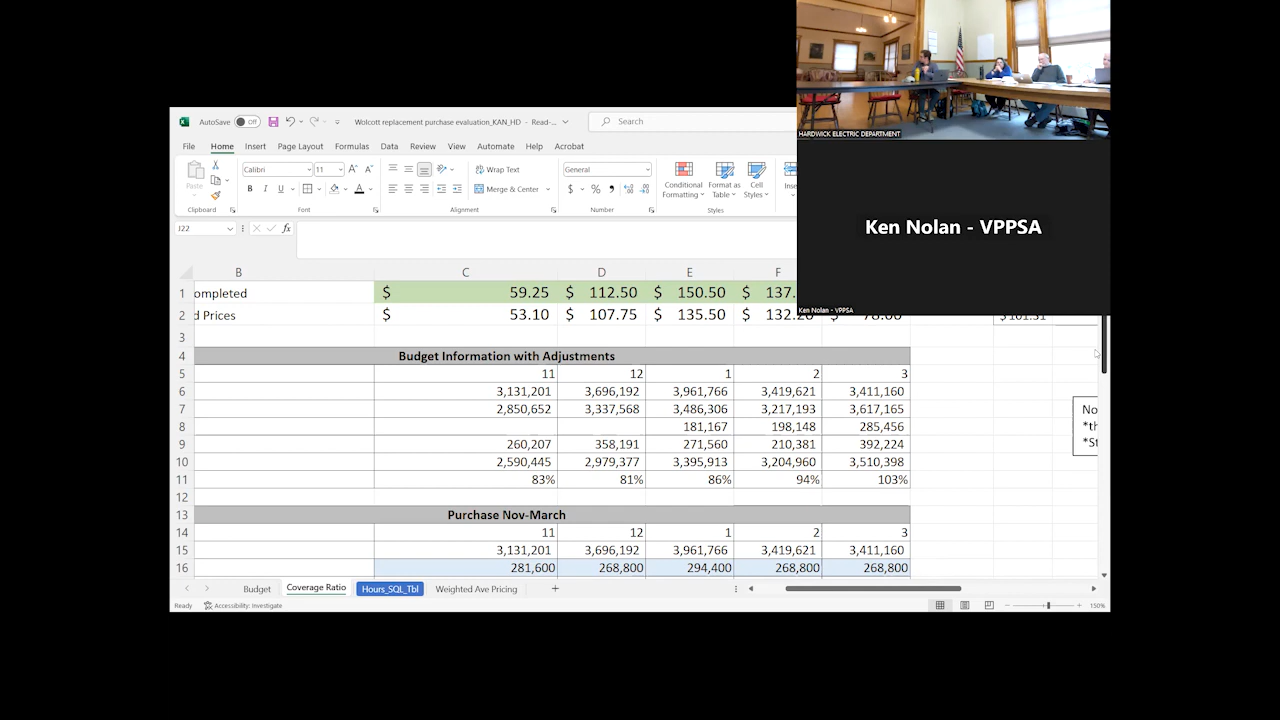 AutoSave Off Wolcott replacement purchase evaluation_KAN_HD - Read-... Search
File Home Insert Page Layout Formulas Data Review View Automate Help Acrobat
Calibri 11 Wrap Text General
Paste B I U Merge & Center $ % Conditional Formatting Format as Table Cell Styles
Clipboard Font Alignment Number Styles
HARDWICK ELECTRIC DEPARTMENT
Ken Nolan - VPPSA
Ken Nolan - VPPSA
J22 fx
B C D E F
1 ompleted $ 59.25 $ 112.50 $ 150.50 $ 137.
2 d Prices $ 53.10 $ 107.75 $ 135.50 $
3
4 Budget Information with Adjustments
5 11 12 1 2 3
6 3,131,201 3,696,192 3,961,766 3,419,621 3,411,160
7 2,850,652 3,337,568 3,486,306 3,217,193 3,617,165
8 181,167 198,148 285,456
9 260,207 358,191 271,560 210,381 392,224
10 2,590,445 2,979,377 3,395,913 3,204,960 3,510,398
11 83% 81% 86% 94% 103%
12
13 Purchase Nov-March
14 11 12 1 2 3
15 3,131,201 3,696,192 3,961,766 3,419,621 3,411,160
16 281,600 268,800 294,400 268,800 268,800
No
*th
*St
Budget Coverage Ratio Hours_SQL_Tbl Weighted Ave Pricing
Ready Accessibility: Investigate 150%